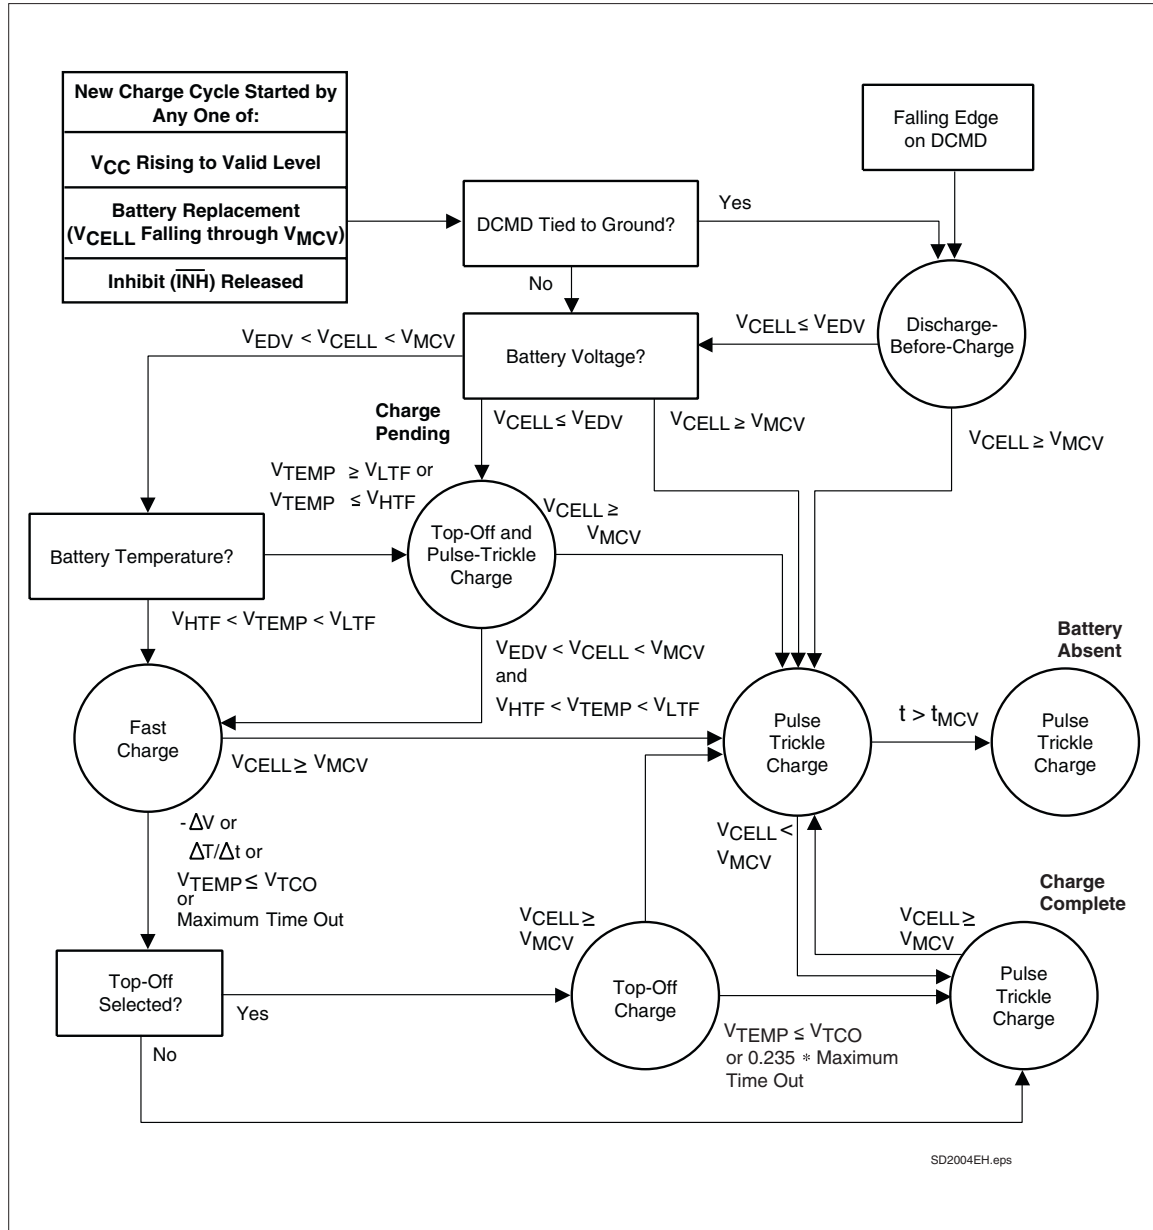 New Charge Cycle Started by
Any One of:
VCC Rising to Valid Level
Battery Replacement
(VCELL Falling through VMCV)
Inhibit (I̅N̅H̅) Released
Falling Edge
on DCMD
DCMD Tied to Ground?
Yes
No
VCELL ≤ VEDV
Discharge-
Before-Charge
VEDV < VCELL < VMCV
Battery Voltage?
Charge
Pending
VCELL ≤ VEDV
VCELL ≥ VMCV
VCELL ≥ VMCV
VTEMP ≥ VLTF or
VTEMP ≤ VHTF
VCELL ≥
VMCV
Battery Temperature?
Top-Off and
Pulse-Trickle
Charge
VHTF < VTEMP < VLTF
VEDV < VCELL < VMCV
and
VHTF < VTEMP < VLTF
Battery
Absent
Fast
Charge
VCELL ≥ VMCV
Pulse
Trickle
Charge
t > tMCV
Pulse
Trickle
Charge
-ΔV or
ΔT/Δt or
VTEMP ≤ VTCO
or
Maximum Time Out
VCELL <
VMCV
Charge
Complete
VCELL ≥
VMCV
VCELL ≥
VMCV
Top-Off
Selected?
Yes
No
Top-Off
Charge
Pulse
Trickle
Charge
VTEMP ≤ VTCO
or 0.235 * Maximum
Time Out
SD2004EH.eps